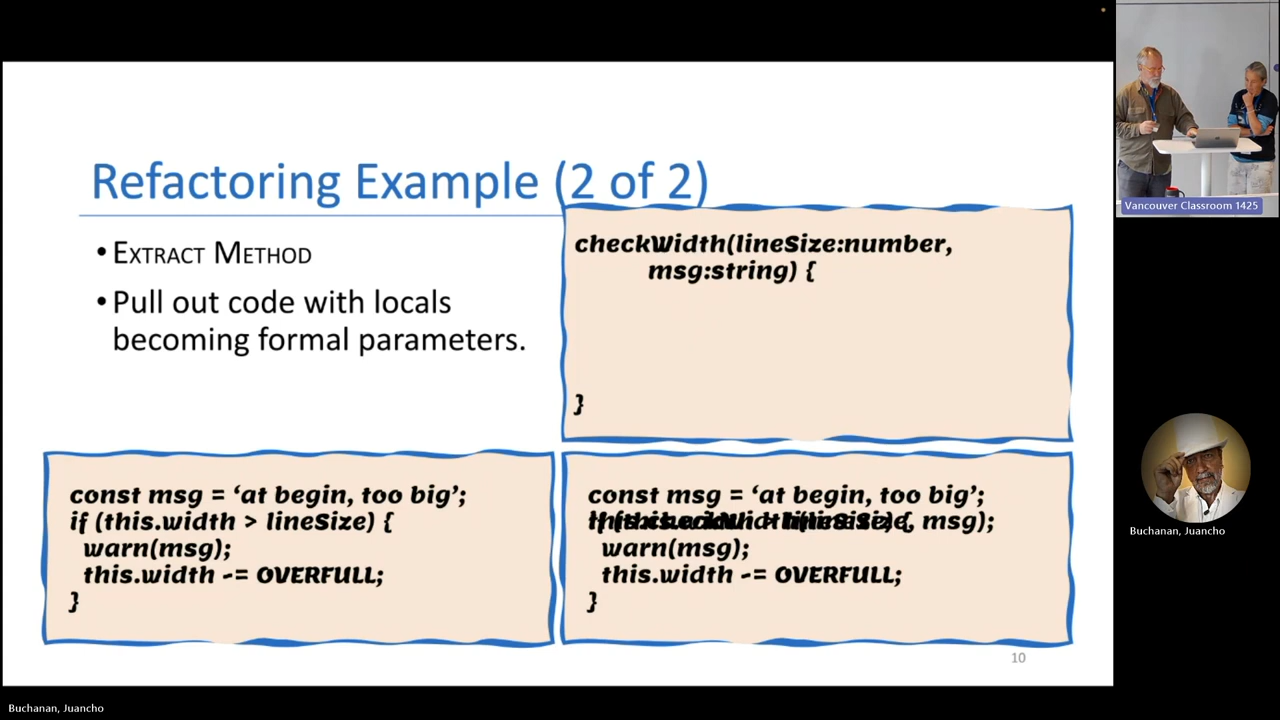 Refactoring Example (2 of 2)
• EXTRACT METHOD
• Pull out code with locals
becoming formal parameters.
checkWidth(lineSize:number,
msg:string) {
}
const msg = ‘at begin, too big’;
if (this.width > lineSize) {
warn(msg);
this.width -= OVERFULL;
}
const msg = ‘at begin, too big’;
msg);
warn(msg);
this.width -= OVERFULL;
}
10
Vancouver Classroom 1425
Buchanan, Juancho
Buchanan, Juancho